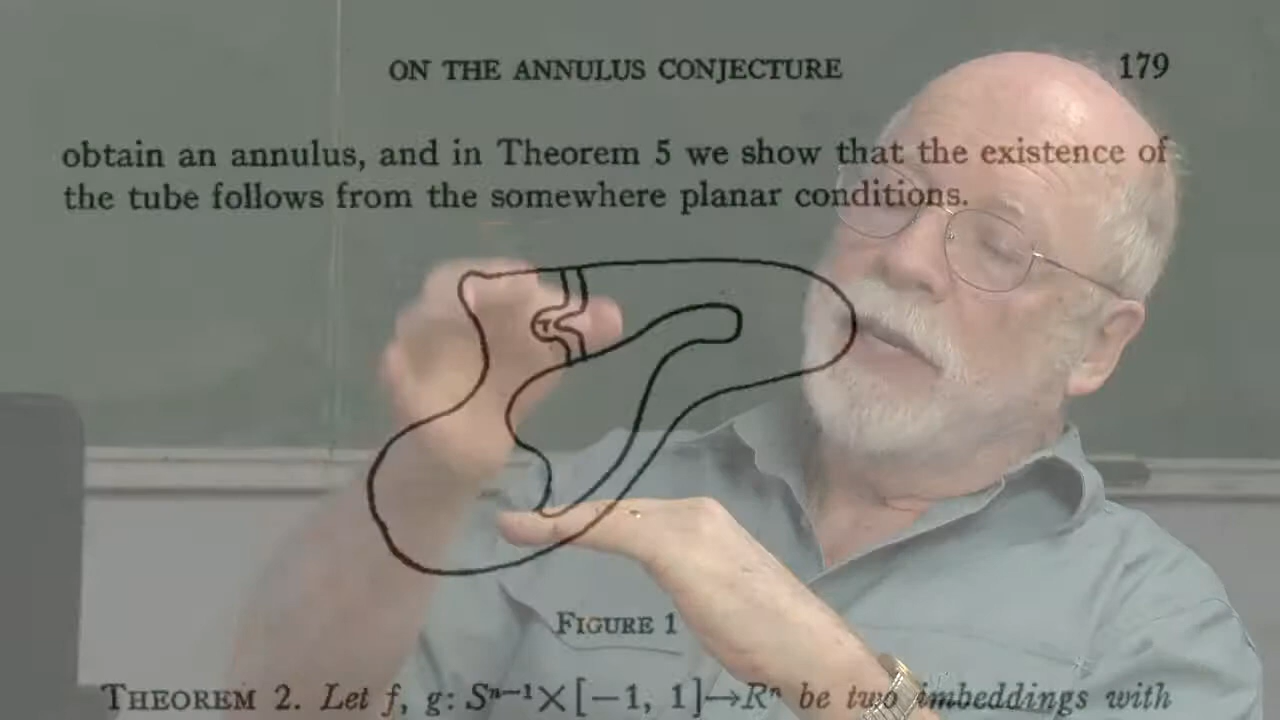 ON THE ANNULUS CONJECTURE 179
obtain an annulus, and in Theorem 5 we show that the existence of
the tube follows from the somewhere planar conditions.
T
FIGURE 1
THEOREM 2. Let f, g: Sⁿ⁻¹×[−1, 1]→Rⁿ be two imbeddings with